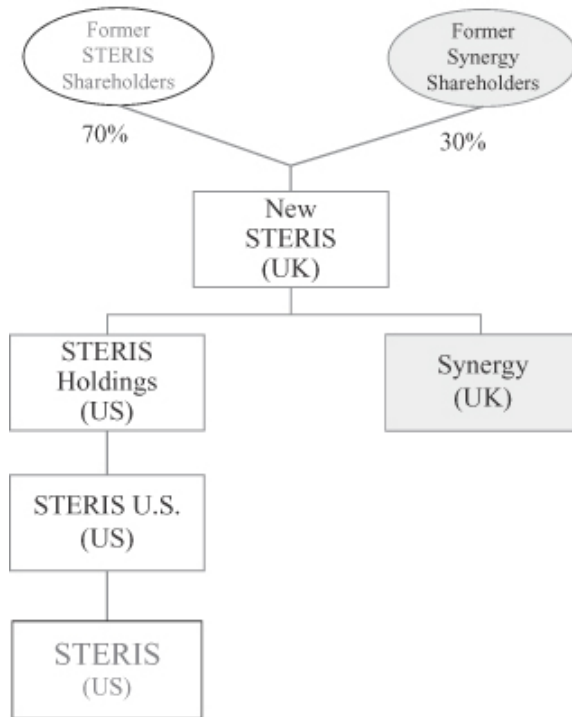 Former
STERIS
Shareholders
Former
Synergy
Shareholders
70%
30%
New
STERIS
(UK)
STERIS
Holdings
(US)
Synergy
(UK)
STERIS U.S.
(US)
STERIS
(US)